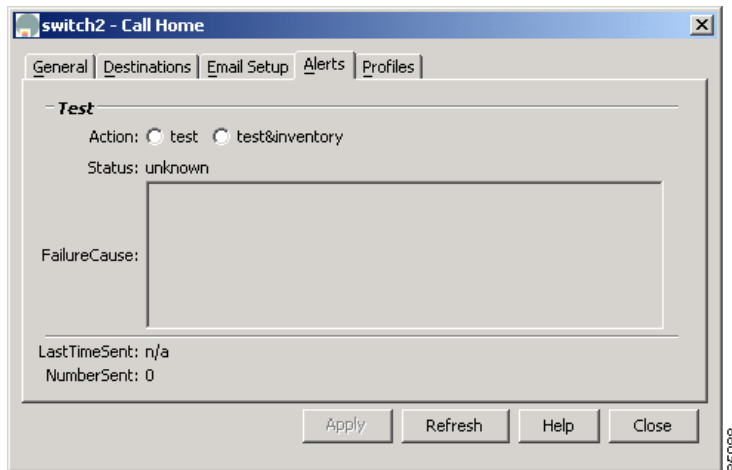 switch2 - Call Home
General Destinations Email Setup Alerts Profiles
Test
Action: test test&inventory
Status: unknown
FailureCause:
LastTimeSent: n/a
NumberSent: 0
Apply Refresh Help Close